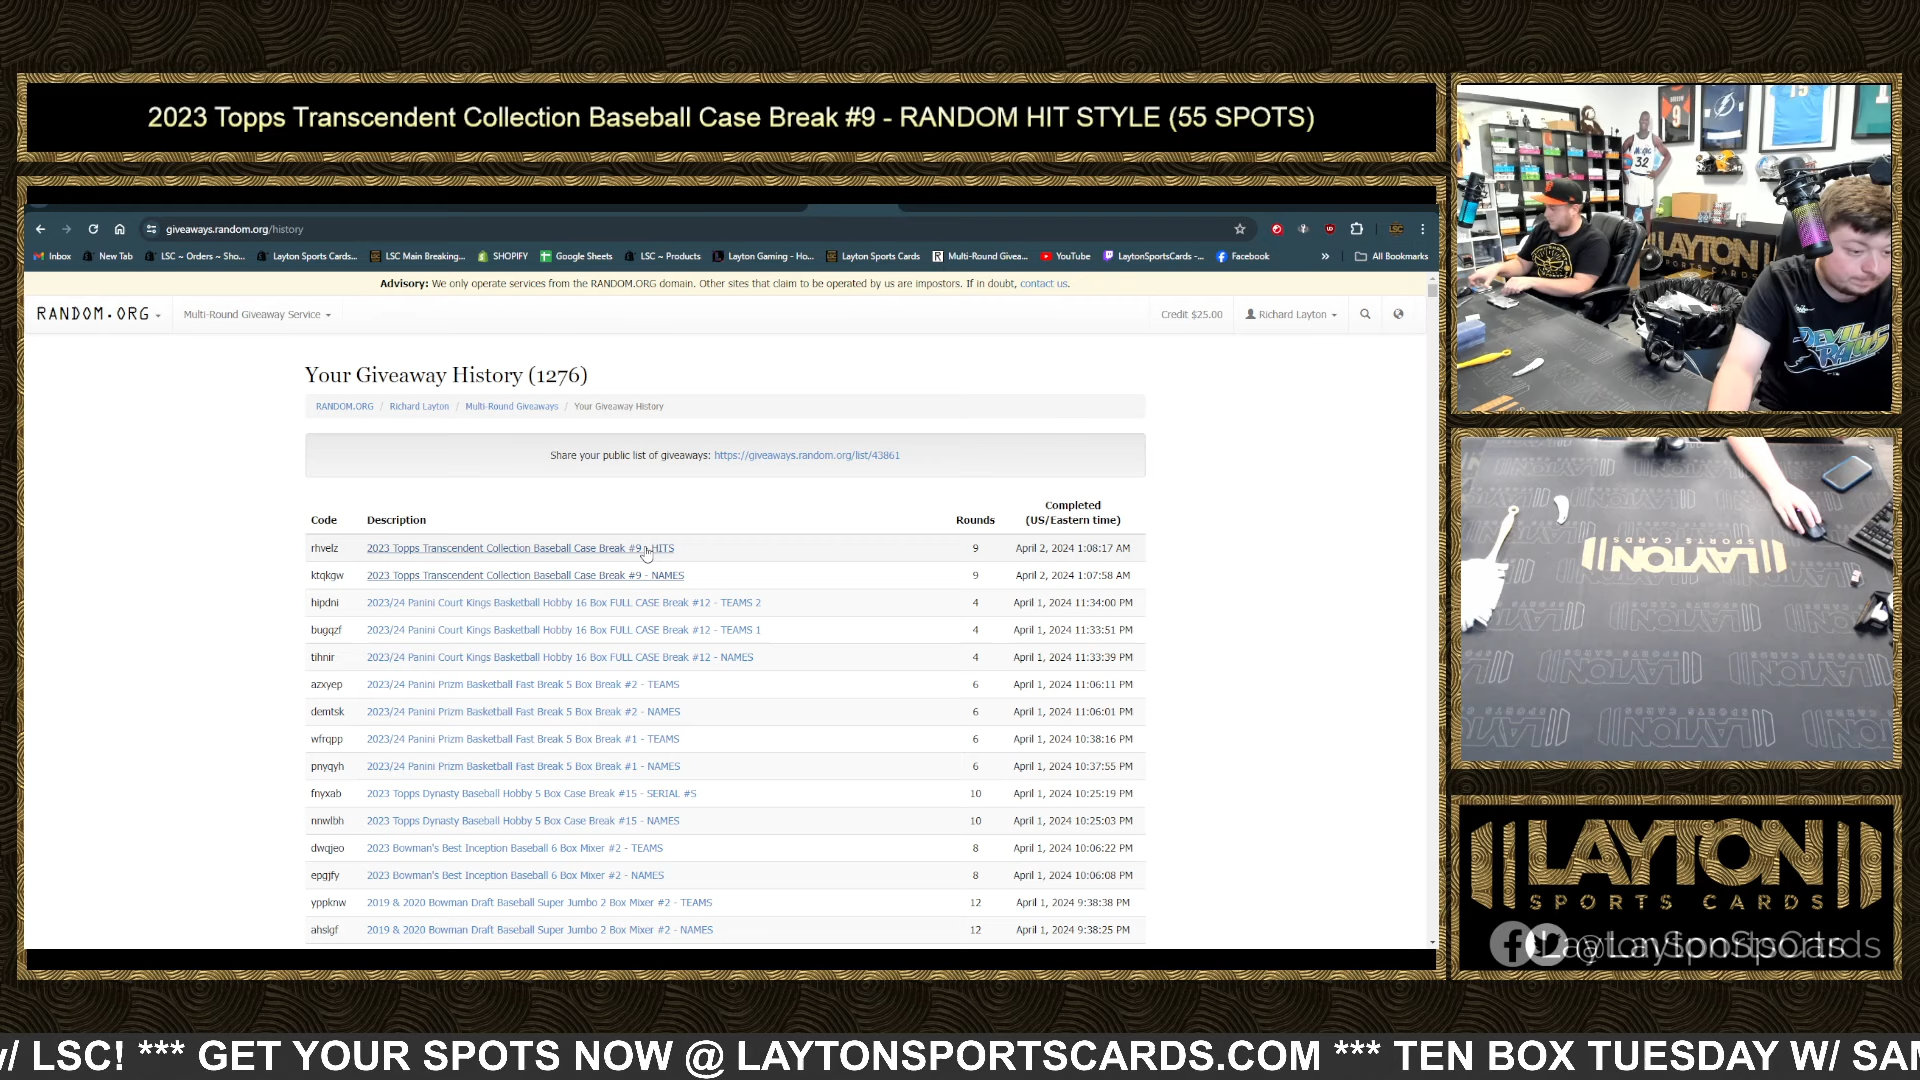 2023 Topps Transcendent Collection Baseball Case Break #9 - RANDOM HIT STYLE (55 SPOTS)
giveaways.random.org/history
Inbox New Tab LSC ~ Orders ~ Sho... Layton Sports Cards... LSC Main Breaking... SHOPIFY Google Sheets LSC ~ Products Layton Gaming - Ho... Layton Sports Cards Multi-Round Givea... YouTube LaytonSportsCards -... Facebook » All Bookmarks
Advisory: We only operate services from the RANDOM.ORG domain. Other sites that claim to be operated by us are impostors. If in doubt, contact us.
RANDOM.ORG Multi-Round Giveaway Service Credit $25.00 Richard Layton
Your Giveaway History (1276)
RANDOM.ORG / Richard Layton / Multi-Round Giveaways / Your Giveaway History
Share your public list of giveaways: https://giveaways.random.org/list/43861
Code Description Rounds Completed (US/Eastern time)
rhvelz 2023 Topps Transcendent Collection Baseball Case Break #9 - HITS 9 April 2, 2024 1:08:17 AM
ktqkgw 2023 Topps Transcendent Collection Baseball Case Break #9 - NAMES 9 April 2, 2024 1:07:58 AM
hipdni 2023/24 Panini Court Kings Basketball Hobby 16 Box FULL CASE Break #12 - TEAMS 2 4 April 1, 2024 11:34:00 PM
bugqzf 2023/24 Panini Court Kings Basketball Hobby 16 Box FULL CASE Break #12 - TEAMS 1 4 April 1, 2024 11:33:51 PM
tihnir 2023/24 Panini Court Kings Basketball Hobby 16 Box FULL CASE Break #12 - NAMES 4 April 1, 2024 11:33:39 PM
azxyep 2023/24 Panini Prizm Basketball Fast Break 5 Box Break #2 - TEAMS 6 April 1, 2024 11:06:11 PM
demtsk 2023/24 Panini Prizm Basketball Fast Break 5 Box Break #2 - NAMES 6 April 1, 2024 11:06:01 PM
wfrqpp 2023/24 Panini Prizm Basketball Fast Break 5 Box Break #1 - TEAMS 6 April 1, 2024 10:38:16 PM
pnyqyh 2023/24 Panini Prizm Basketball Fast Break 5 Box Break #1 - NAMES 6 April 1, 2024 10:37:55 PM
fnyxab 2023 Topps Dynasty Baseball Hobby 5 Box Case Break #15 - SERIAL #S 10 April 1, 2024 10:25:19 PM
nnwlbh 2023 Topps Dynasty Baseball Hobby 5 Box Case Break #15 - NAMES 10 April 1, 2024 10:25:03 PM
dwqjeo 2023 Bowman's Best Inception Baseball 6 Box Mixer #2 - TEAMS 8 April 1, 2024 10:06:22 PM
epgjfy 2023 Bowman's Best Inception Baseball 6 Box Mixer #2 - NAMES 8 April 1, 2024 10:06:08 PM
yppknw 2019 & 2020 Bowman Draft Baseball Super Jumbo 2 Box Mixer #2 - TEAMS 12 April 1, 2024 9:38:38 PM
ahslgf 2019 & 2020 Bowman Draft Baseball Super Jumbo 2 Box Mixer #2 - NAMES 12 April 1, 2024 9:38:25 PM
9
15
Magic
32
LAYTON
SPORTS CARDS
DEVIL
RAYS
LAYTON
SPORTS CARDS
LAYTON
SPORTS CARDS
w/ LSC! *** GET YOUR SPOTS NOW @ LAYTONSPORTSCARDS.COM *** TEN BOX TUESDAY W/ SAM